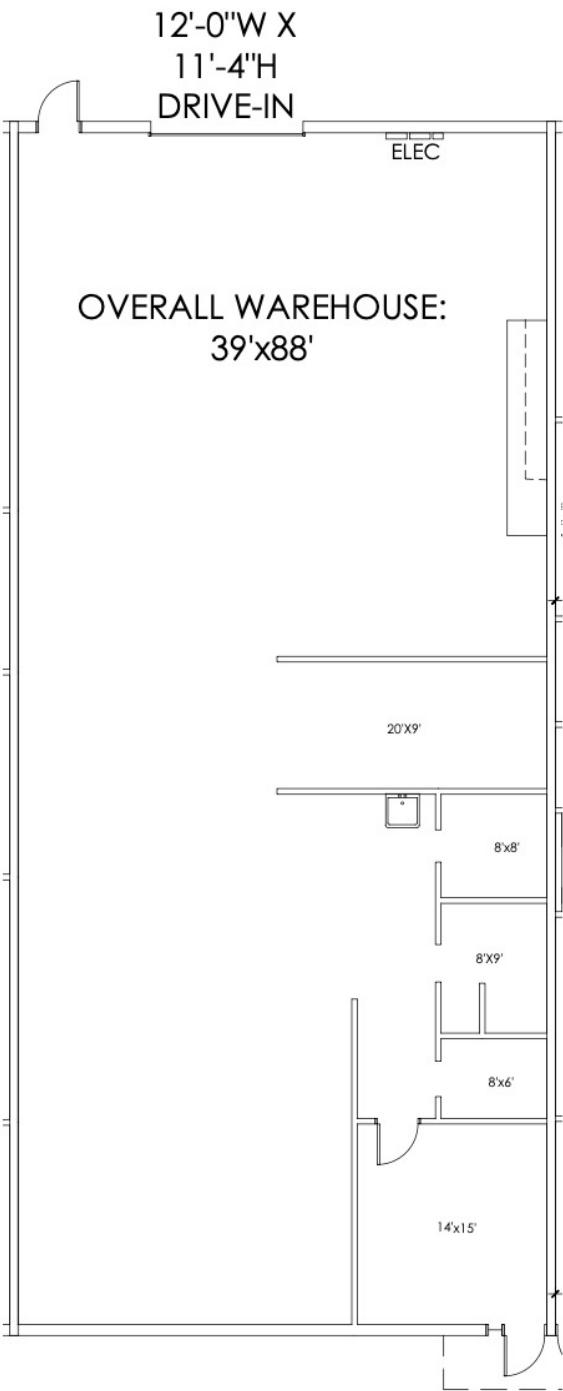 12'-0"W X
11'-4"H
DRIVE-IN
ELEC
OVERALL WAREHOUSE:
39'x88'
20'X9'
8'x8'
8'X9'
8'x6'
14'x15'